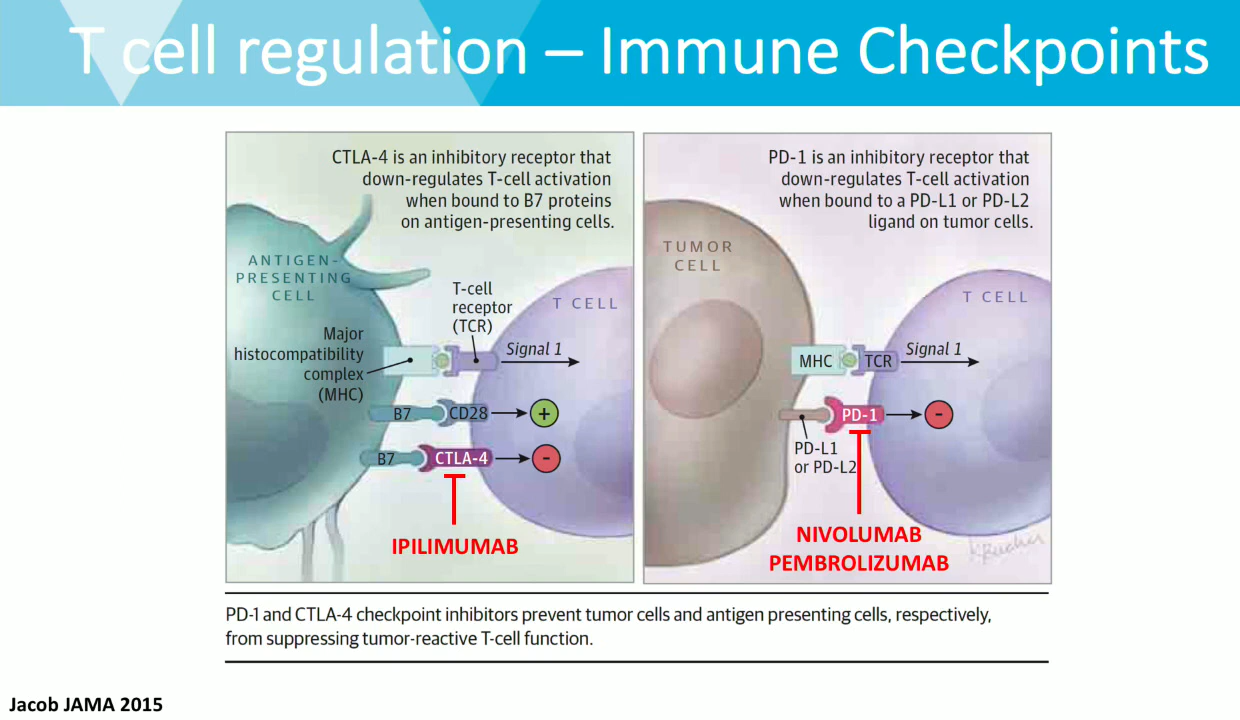 T cell regulation – Immune Checkpoints
CTLA-4 is an inhibitory receptor that
down-regulates T-cell activation
when bound to B7 proteins
on antigen-presenting cells.
ANTIGEN-
PRESENTING
CELL
T-cell
receptor
(TCR)
T CELL
Major
histocompatibility
complex
(MHC)
Signal 1
B7
CD28
+
B7
CTLA-4
-
IPILIMUMAB
PD-1 is an inhibitory receptor that
down-regulates T-cell activation
when bound to a PD-L1 or PD-L2
ligand on tumor cells.
TUMOR
CELL
T CELL
MHC
TCR
Signal 1
PD-1
-
PD-L1
or PD-L2
NIVOLUMAB
PEMBROLIZUMAB
PD-1 and CTLA-4 checkpoint inhibitors prevent tumor cells and antigen presenting cells, respectively,
from suppressing tumor-reactive T-cell function.
Jacob JAMA 2015